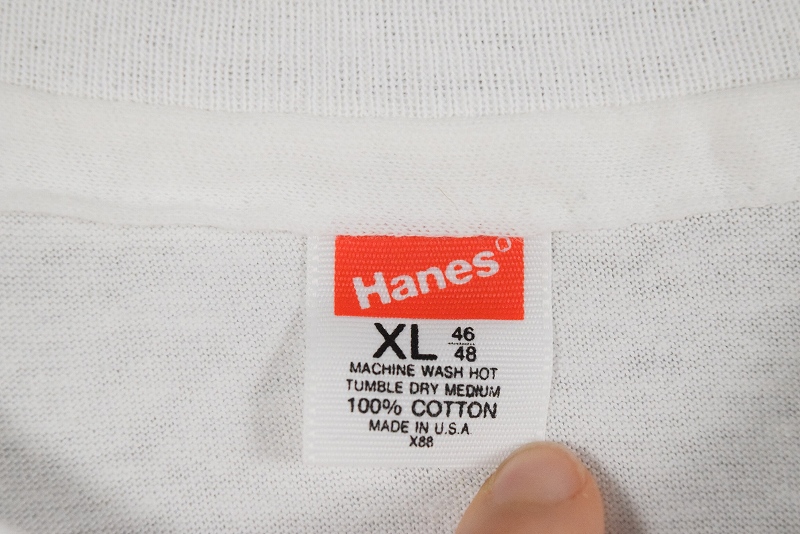 Hanes®
XL 46/48
MACHINE WASH HOT
TUMBLE DRY MEDIUM
100% COTTON
MADE IN U.S.A.
X88